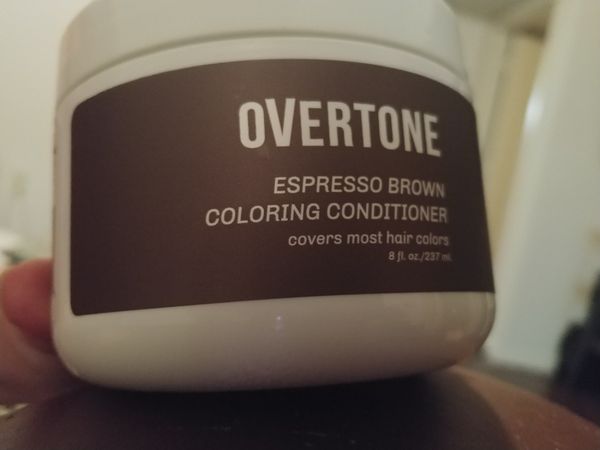 OVERTONE
ESPRESSO BROWN
COLORING CONDITIONER
covers most hair colors
8 fl. oz./237 ml.